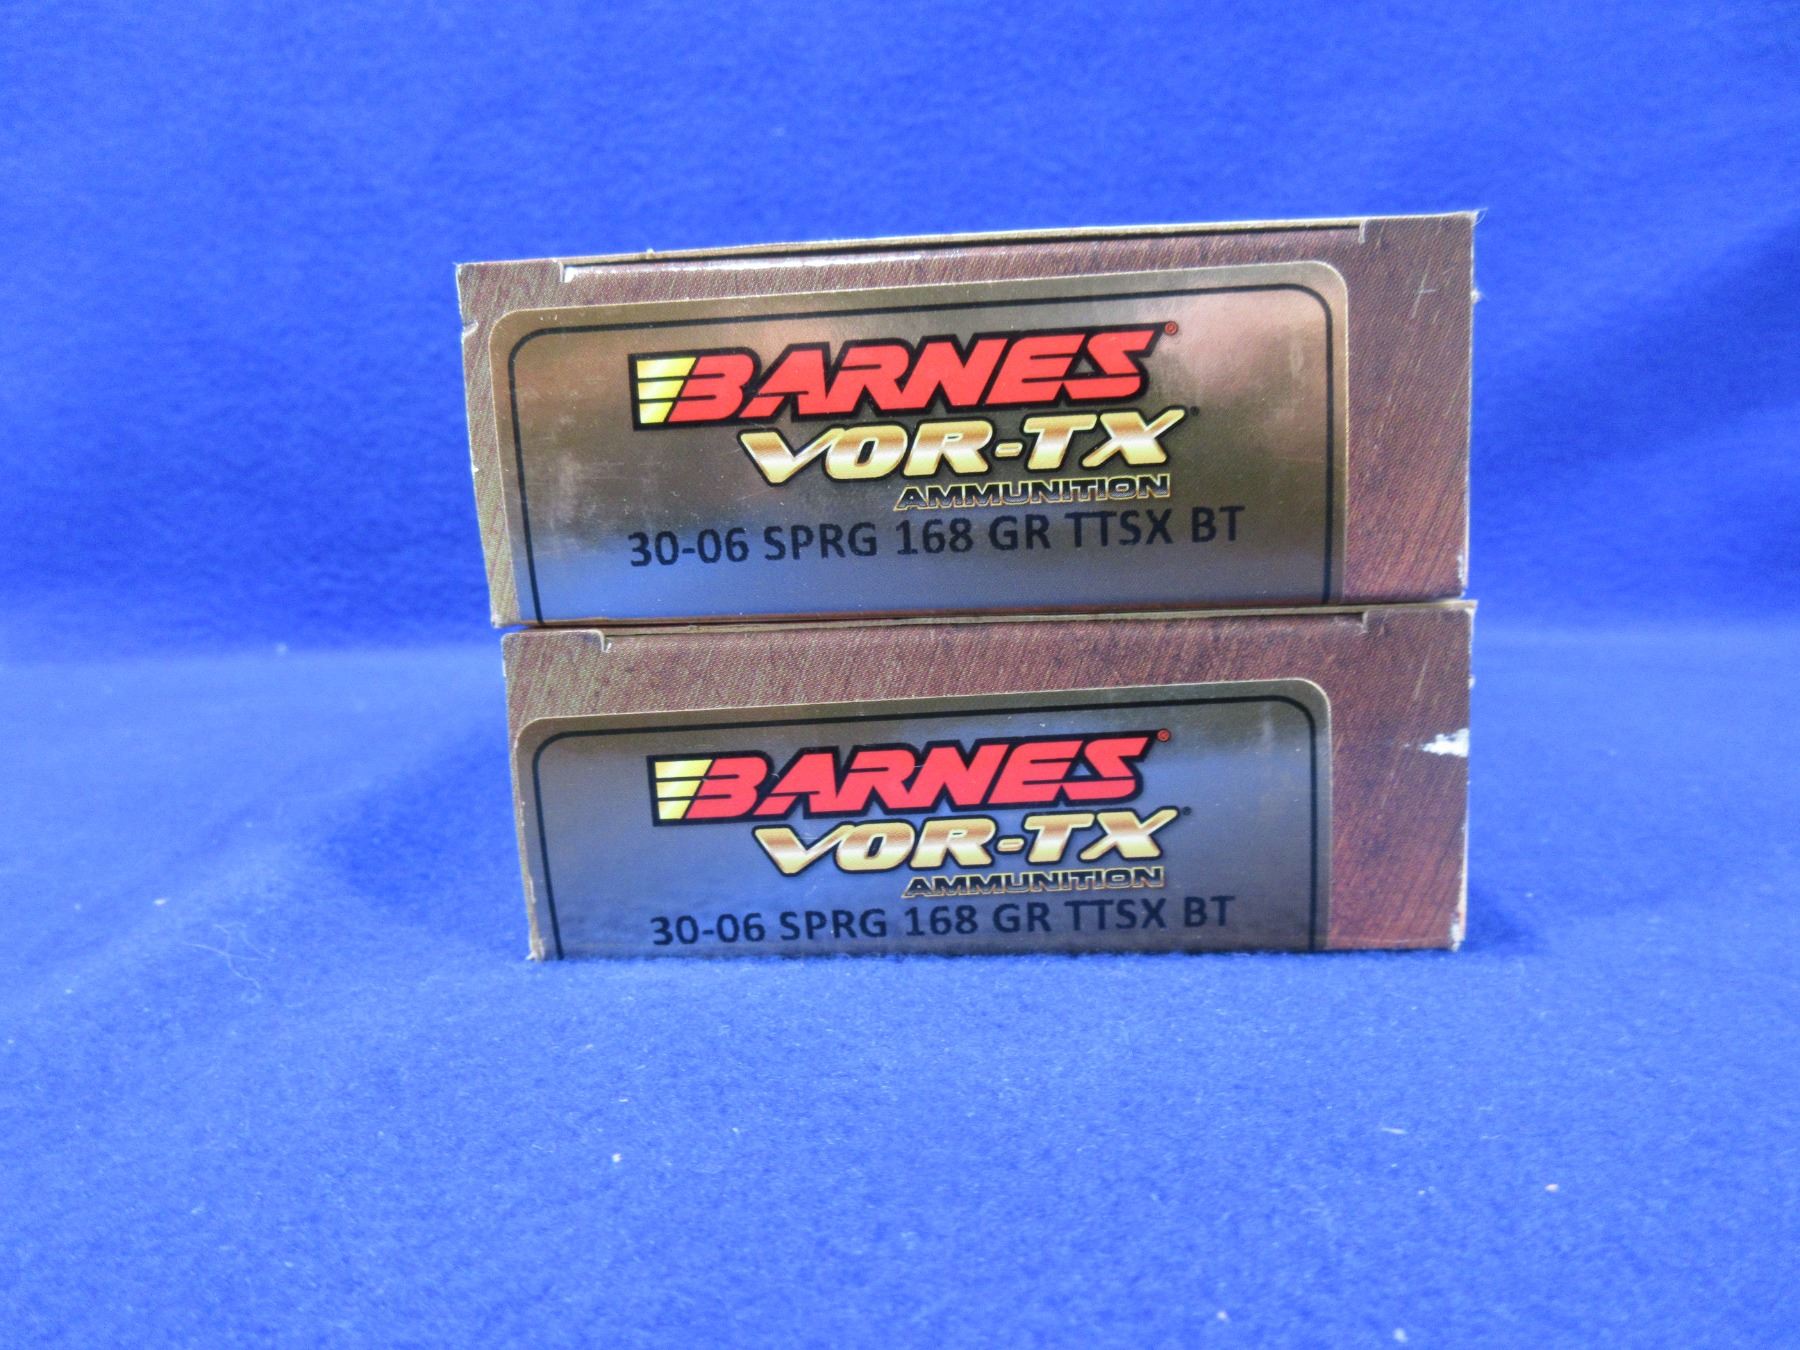 BARNES®
VOR-TX
AMMUNITION
30-06 SPRG 168 GR TTSX BT
BARNES®
VOR-TX
AMMUNITION
30-06 SPRG 168 GR TTSX BT